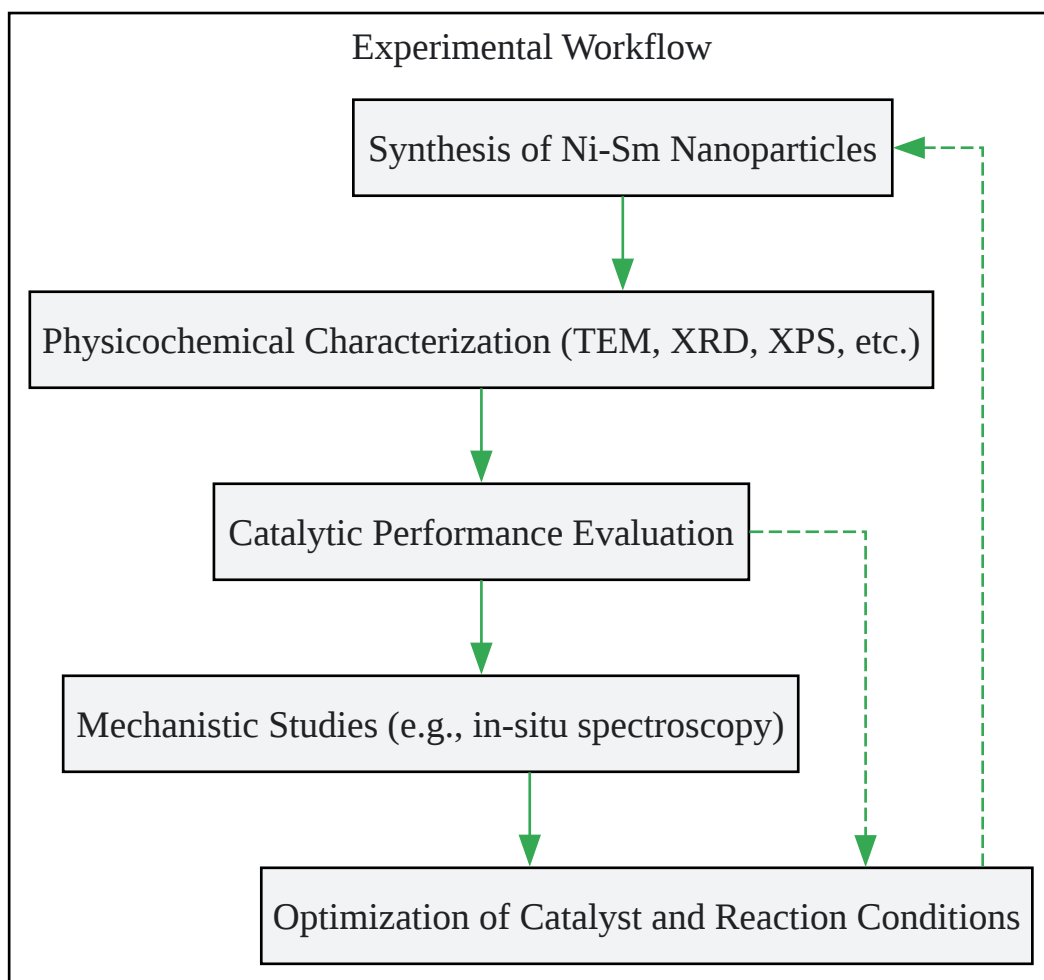 Experimental Workflow
Synthesis of Ni-Sm Nanoparticles
Physicochemical Characterization (TEM, XRD, XPS, etc.)
Catalytic Performance Evaluation
Mechanistic Studies (e.g., in-situ spectroscopy)
Optimization of Catalyst and Reaction Conditions